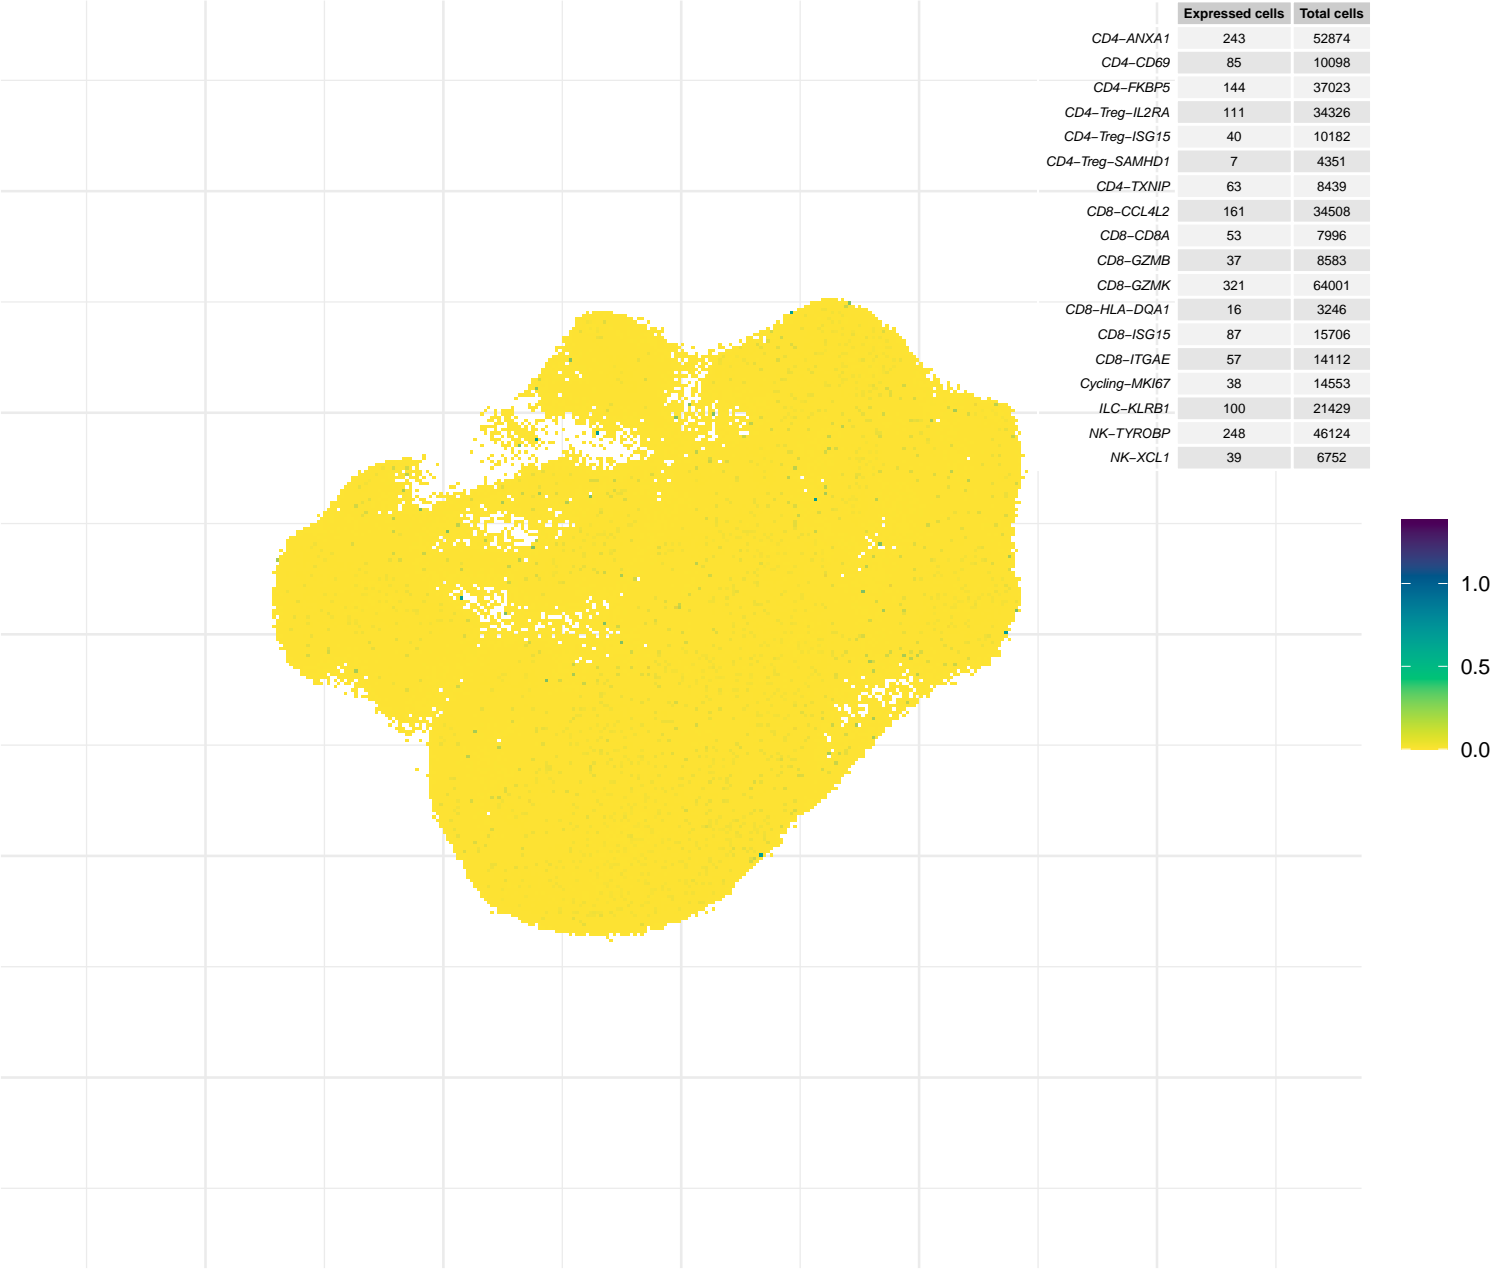 Expressed cells Total cells
CD4−ANXA1 243 52874
CD4−CD69 85 10098
CD4−FKBP5 144 37023
CD4−Treg−IL2RA 111 34326
CD4−Treg−ISG15 40 10182
CD4−Treg−SAMHD1 7 4351
CD4−TXNIP 63 8439
CD8−CCL4L2 161 34508
CD8−CD8A 53 7996
CD8−GZMB 37 8583
CD8−GZMK 321 64001
CD8−HLA−DQA1 16 3246
CD8−ISG15 87 15706
CD8−ITGAE 57 14112
Cycling−MKI67 38 14553
ILC−KLRB1 100 21429
NK−TYROBP 248 46124
NK−XCL1 39 6752
1.0
0.5
0.0